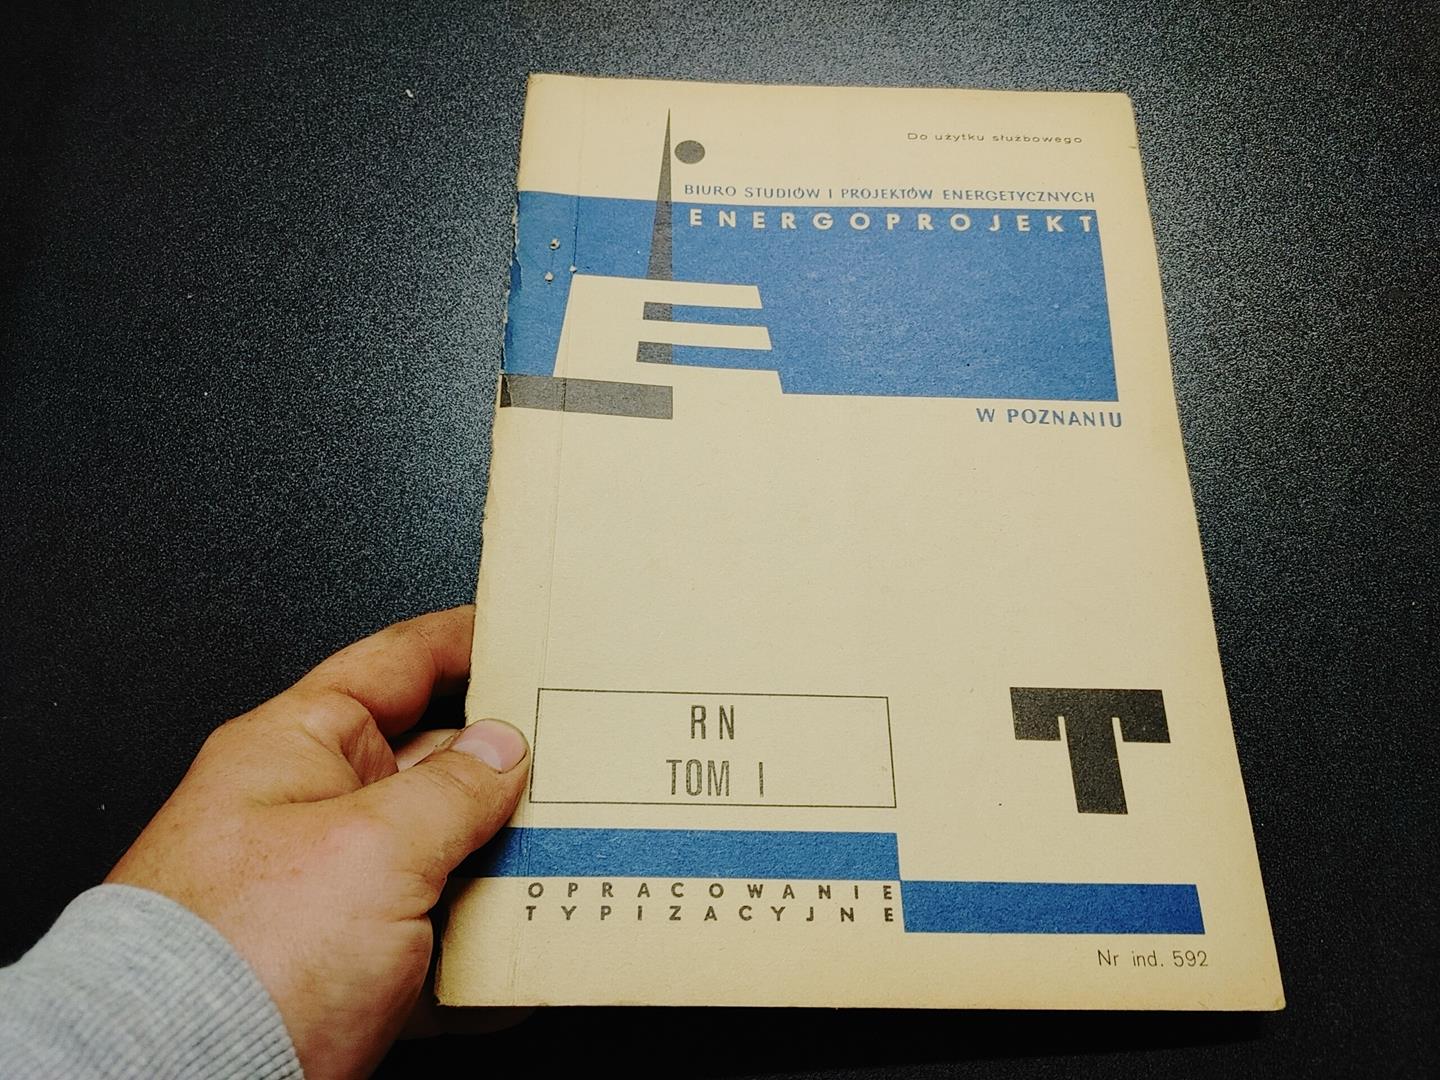 Do użytku służbowego
BIURO STUDIÓW I PROJEKTÓW ENERGETYCZNYCH
ENERGOPROJEKT
E
W POZNANIU
RN
TOM I
T
OPRACOWANIE
TYPIZACYJNE
Nr ind. 592